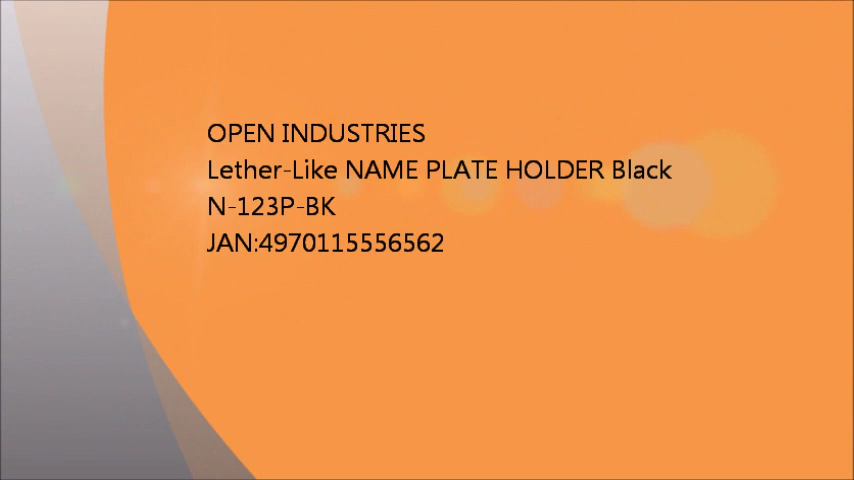 OPEN INDUSTRIES
Lether-Like NAME PLATE HOLDER Black
N-123P-BK
JAN:4970115556562